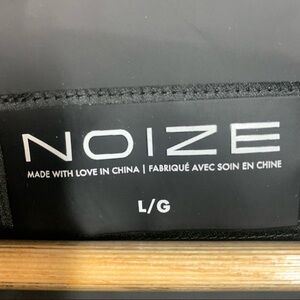 NOIZE
MADE WITH LOVE IN CHINA | FABRIQUÉ AVEC SOIN EN CHINE
L/G